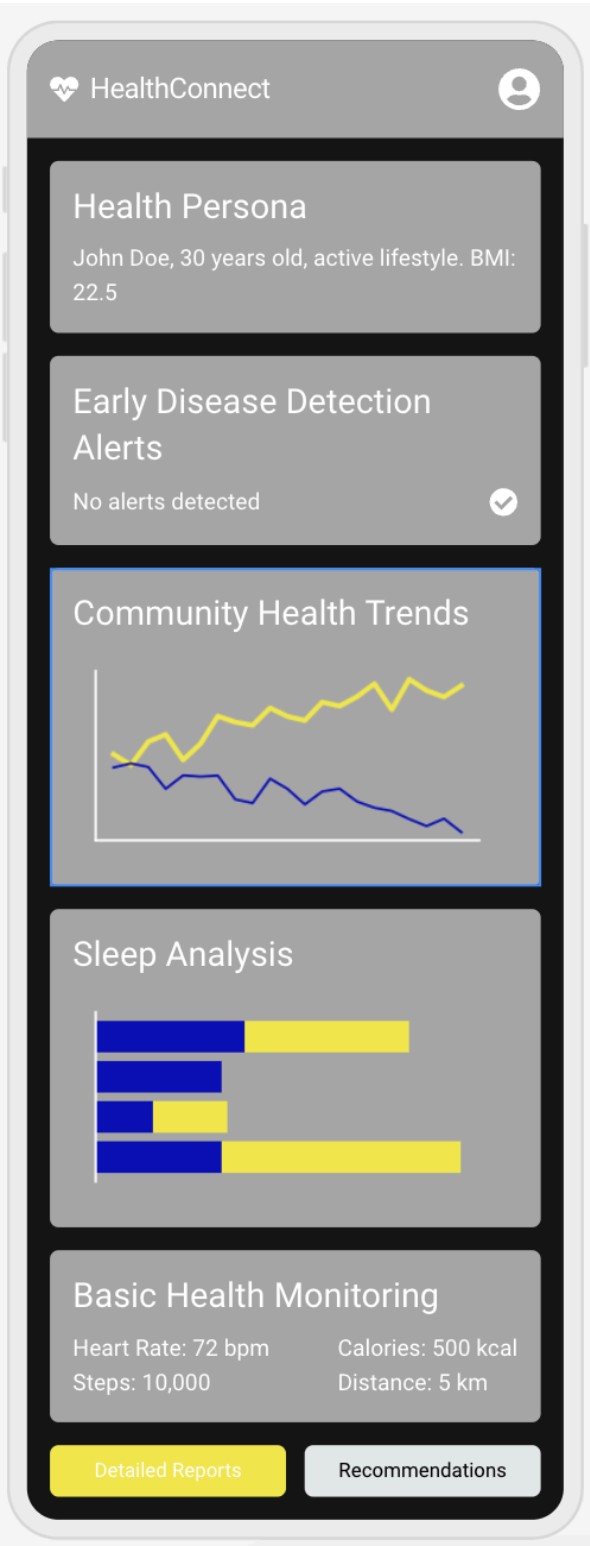 HealthConnect
Health Persona
John Doe, 30 years old, active lifestyle. BMI:
22.5
Early Disease Detection
Alerts
No alerts detected
Community Health Trends
Sleep Analysis
Basic Health Monitoring
Heart Rate: 72 bpm
Calories: 500 kcal
Steps: 10,000
Distance: 5 km
Detailed Reports
Recommendations